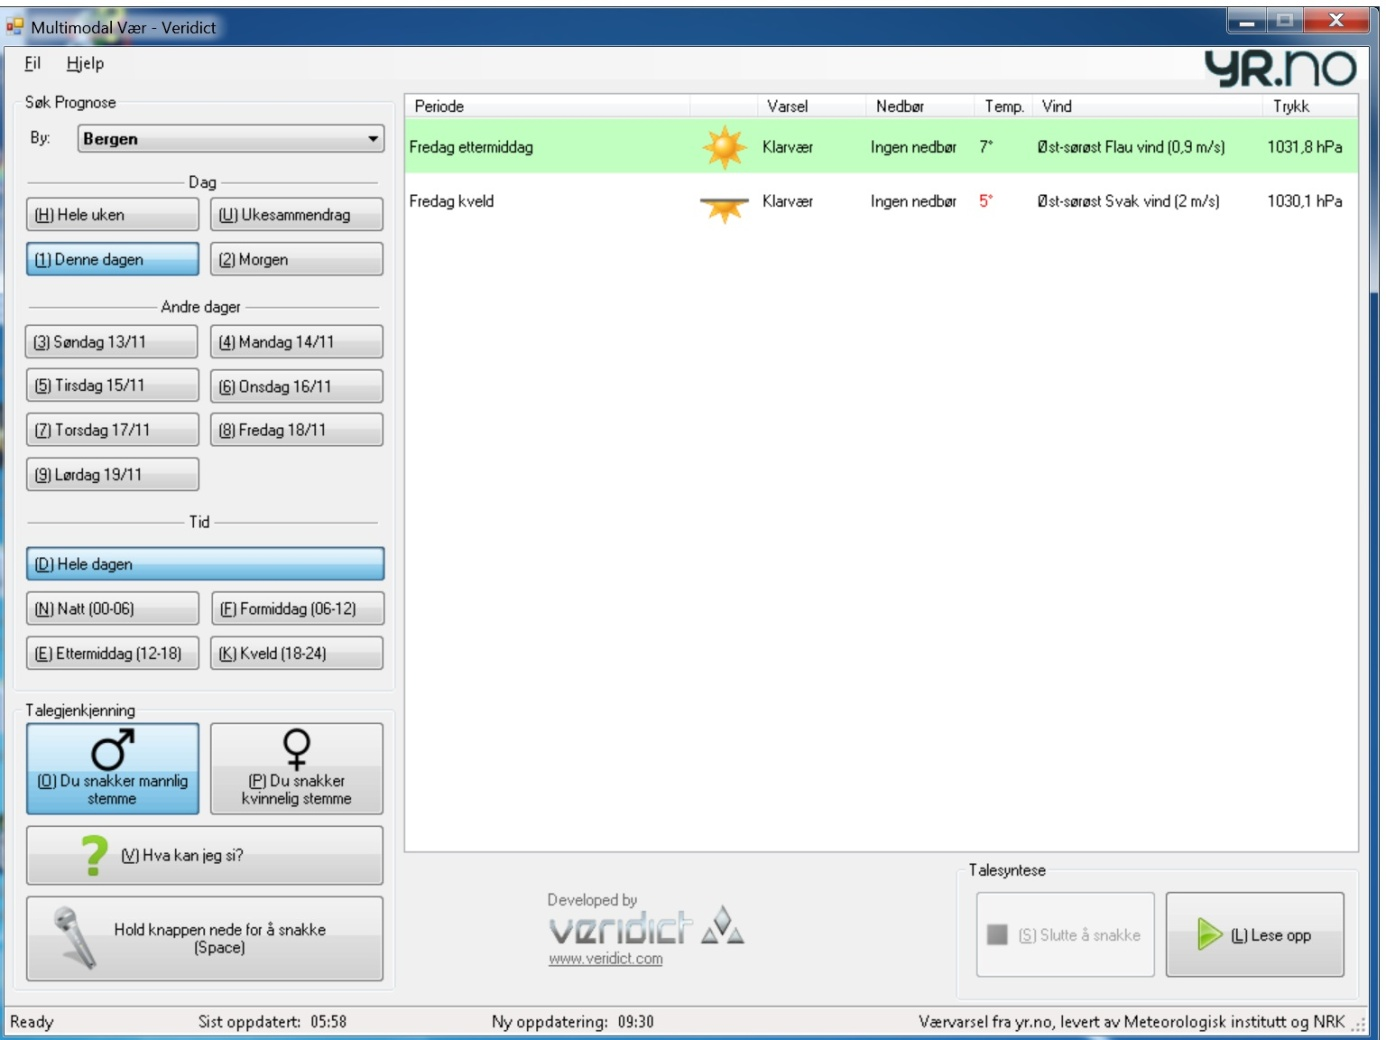 Multimodal Vær - Veridict
Fil Hjelp
YR.no
Søk Prognose
By: Bergen
Dag
(H) Hele uken (U) Ukesammendrag
(1) Denne dagen (2) Morgen
Andre dager
(3) Søndag 13/11 (4) Mandag 14/11
(5) Tirsdag 15/11 (6) Onsdag 16/11
(7) Torsdag 17/11 (8) Fredag 18/11
(9) Lørdag 19/11
Tid
(D) Hele dagen
(N) Natt (00-06) (F) Formiddag (06-12)
(E) Ettermiddag (12-18) (K) Kveld (18-24)
Talegjenkjenning
(O) Du snakker mannlig
stemme
(P) Du snakker
kvinnelig stemme
(V) Hva kan jeg si?
Hold knappen nede for å snakke
(Space)
Periode Varsel Nedbør Temp. Vind Trykk
Fredag ettermiddag Klarvær Ingen nedbør 7° Øst-sørøst Flau vind (0,9 m/s) 1031,8 hPa
Fredag kveld Klarvær Ingen nedbør 5° Øst-sørøst Svak vind (2 m/s) 1030,1 hPa
Developed by
veridict
www.veridict.com
Talesyntese
(S) Slutte å snakke (L) Lese opp
Ready Sist oppdatert: 05:58 Ny oppdatering: 09:30 Værvarsel fra yr.no, levert av Meteorologisk institutt og NRK